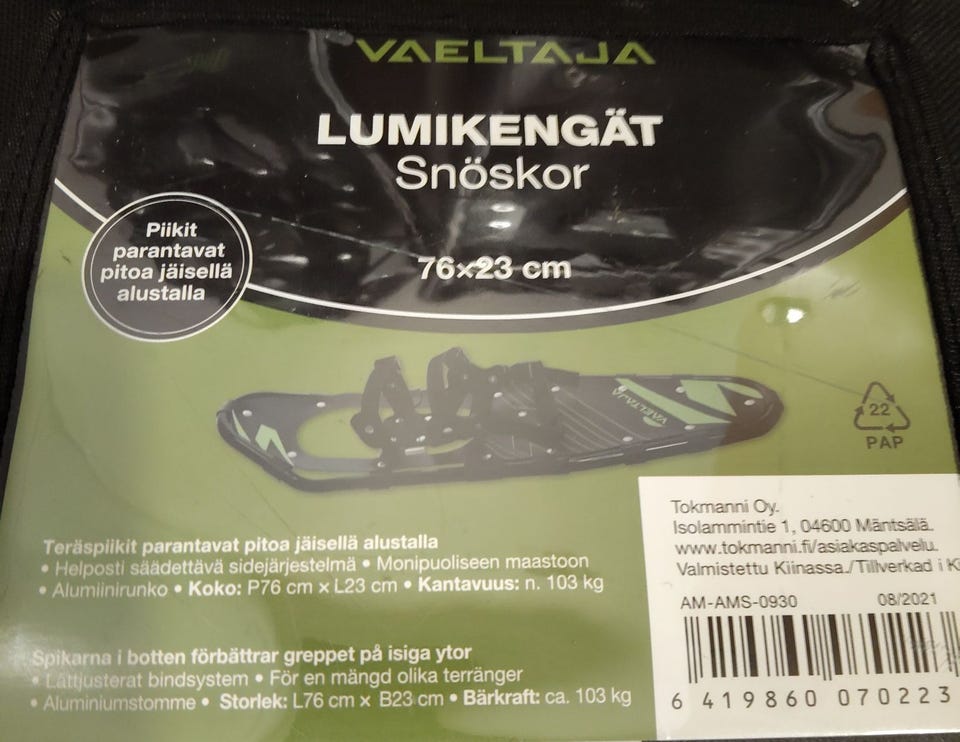 VAELTAJA
LUMIKENGÄT
Snöskor
76×23 cm
Piikit
parantavat
pitoa jäisellä
alustalla
VAELTAJA
22
PAP
Teräspiikit parantavat pitoa jäisellä alustalla
• Helposti säädettävä sidejärjestelmä • Monipuoliseen maastoon
• Alumiinirunko • Koko: P76 cm x L23 cm • Kantavuus: n. 103 kg
Spikarna i botten förbättrar greppet på isiga ytor
• Lättjusterat bindsystem • För en mängd olika terränger
• Aluminiumstomme • Storlek: L76 cm x B23 cm • Bärkraft: ca. 103 kg
Tokmanni Oy.
Isolammintie 1, 04600 Mäntsälä.
www.tokmanni.fi/asiakaspalvelu.
Valmistettu Kiinassa./Tillverkad i
AM-AMS-0930 08/2021
6 419860 070223